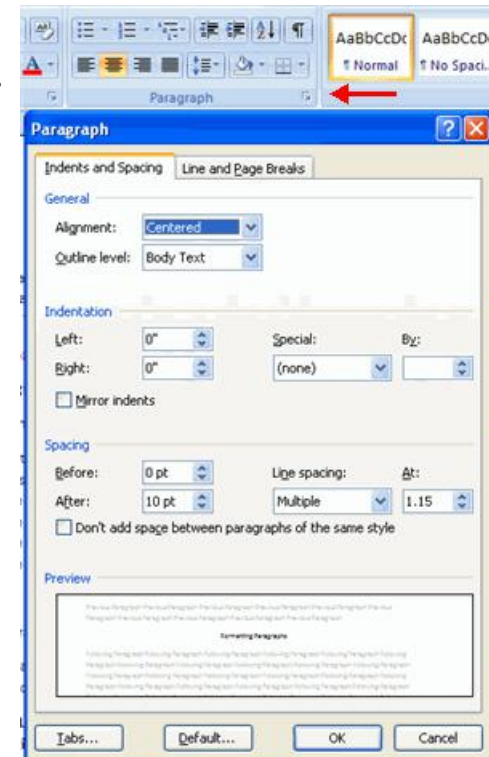 AaBbCcDc AaBbCcD
¶ Normal ¶ No Spaci...
Paragraph
Paragraph
Indents and Spacing Line and Page Breaks
General
Alignment: Centered
Outline level: Body Text
Indentation
Left: 0" Special: By:
Right: 0" (none)
Mirror indents
Spacing
Before: 0 pt Line spacing: At:
After: 10 pt Multiple 1.15
Don't add space between paragraphs of the same style
Preview
Formatting Paragraphs
Tabs... Default... OK Cancel